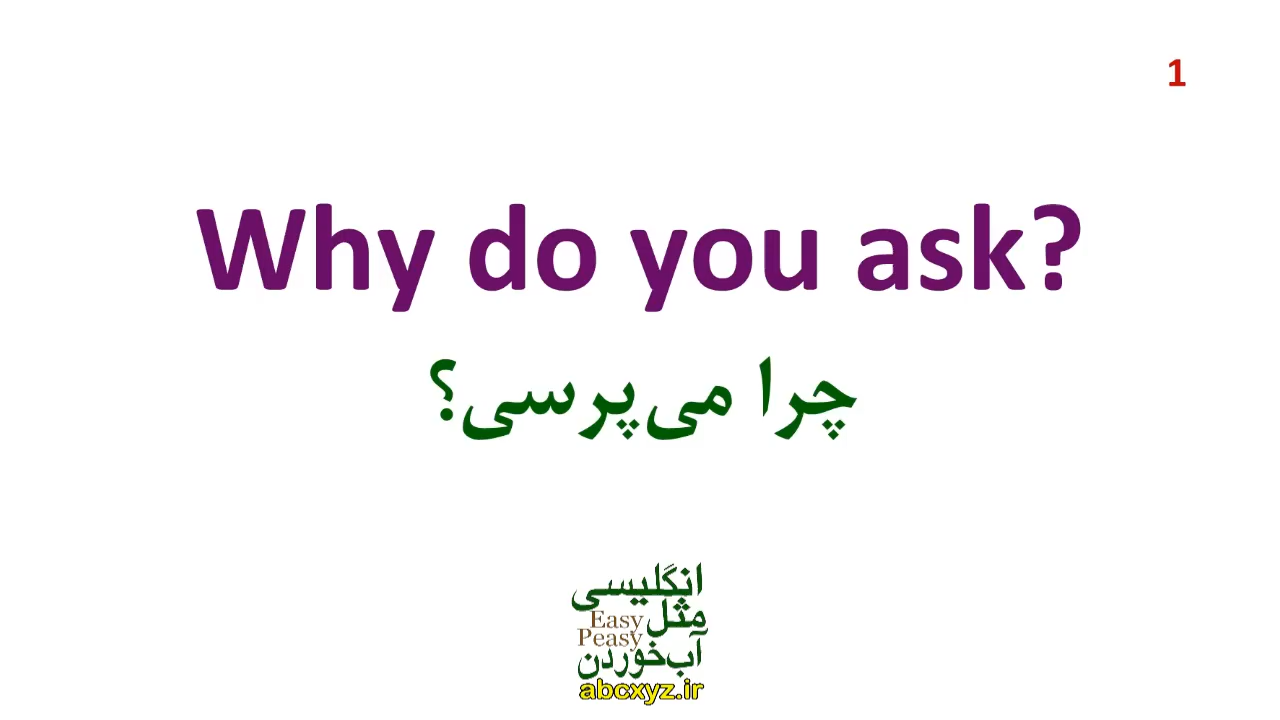 1
Why do you ask?
چرا می‌پرسی؟
انگلیسی
مثل
Easy
Peasy
آب‌خوردن
abcxyz.ir